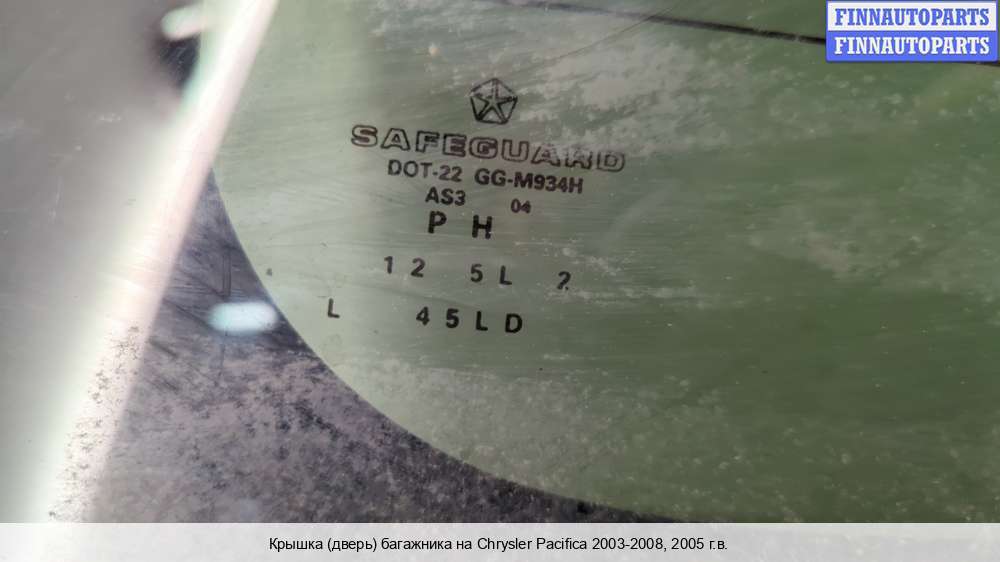 FINNAUTOPARTS
FINNAUTOPARTS
SAFEGUARD
DOT-22 GG-M934H
AS3 04
P H
1 2 5 L 2
L 4 5 L D
Крышка (дверь) багажника на Chrysler Pacifica 2003-2008, 2005 г.в.